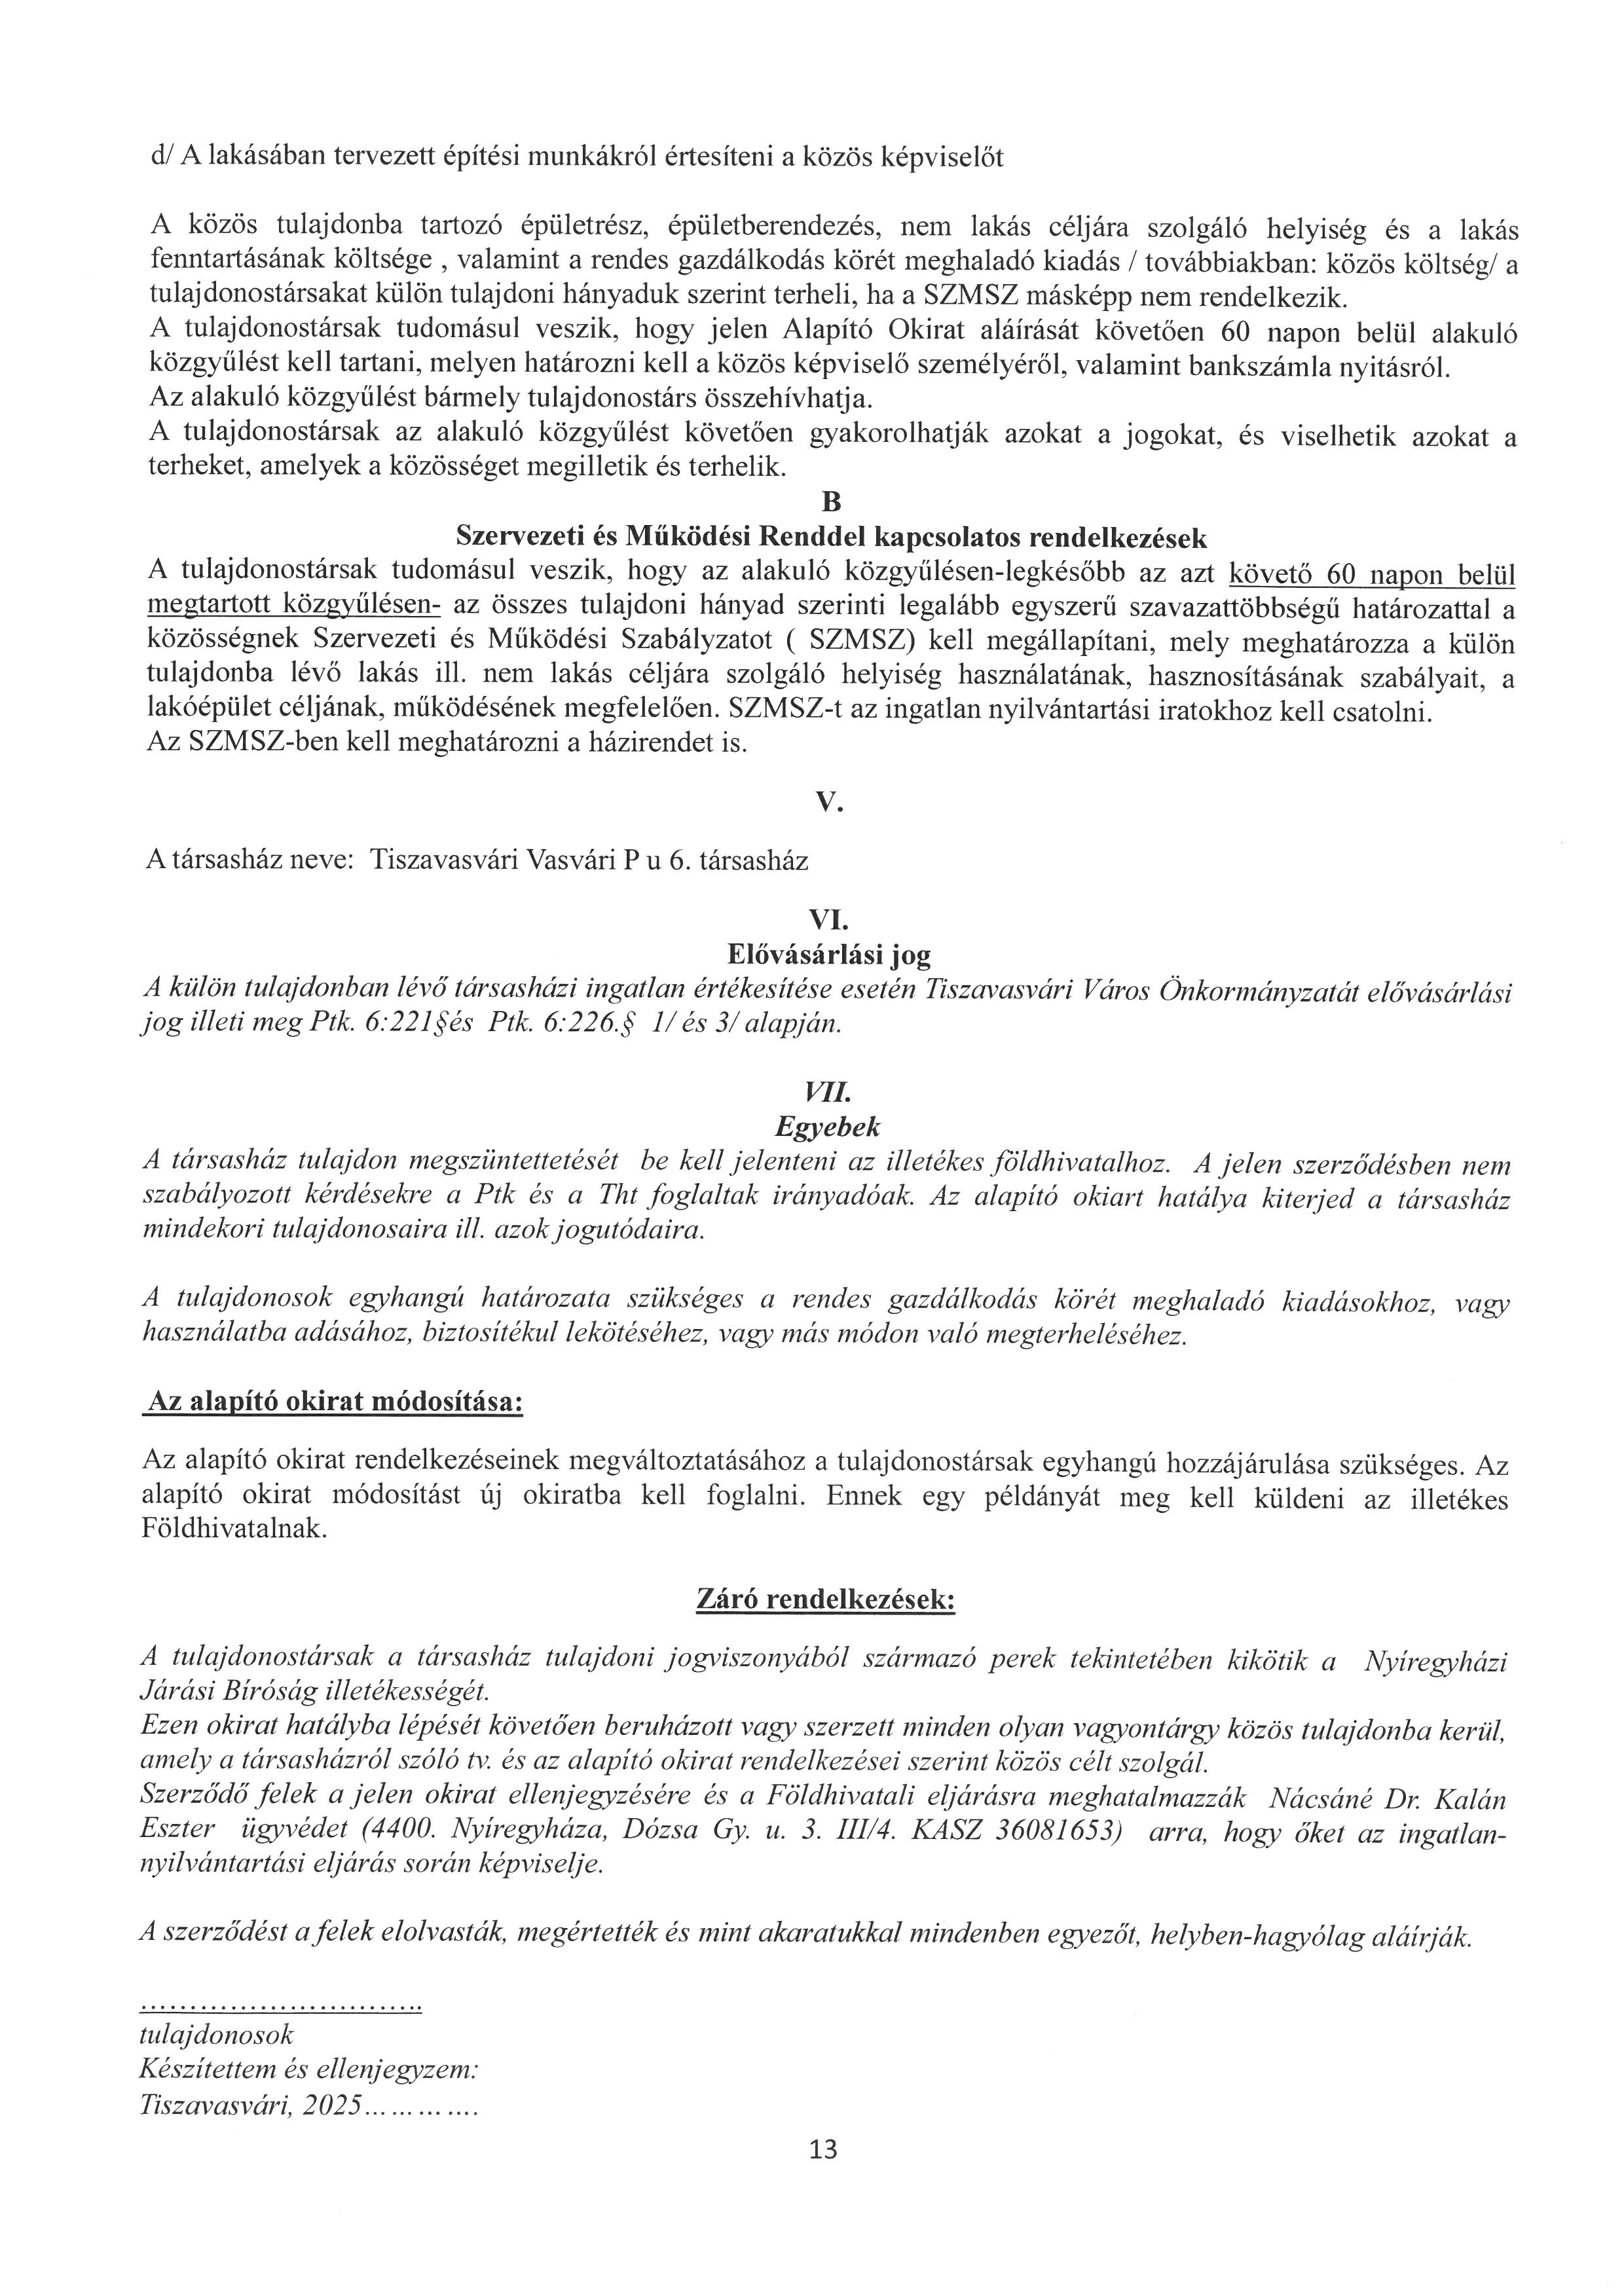 d/ A lakásában tervezett építési munkákról értesíteni a közös képviselőt
A közös tulajdonba tartozó épületrész, épületberendezés, nem lakás céljára szolgáló helyiség és a lakás
fenntartásának költsége , valamint a rendes gazdálkodás körét meghaladó kiadás / továbbiakban: közös költség/ a
tulajdonostársakat külön tulajdoni hányaduk szerint terheli, ha a SZMSZ másképp nem rendelkezik.
A tulajdonostársak tudomásul veszik, hogy jelen Alapító Okirat aláírását követően 60 napon belül alakuló
közgyűlést kell tartani, melyen határozni kell a közös képviselő személyéről, valamint bankszámla nyitásról.
Az alakuló közgyűlést bármely tulajdonostárs összehívhatja.
A tulajdonostársak az alakuló közgyűlést követően gyakorolhatják azokat a jogokat, és viselhetik azokat a
terheket, amelyek a közösséget megilletik és terhelik.
B
Szervezeti és Működési Renddel kapcsolatos rendelkezések
A tulajdonostársak tudomásul veszik, hogy az alakuló közgyűlésen-legkésőbb az azt követő 60 napon belül
megtartott közgyűlésen- az összes tulajdoni hányad szerinti legalább egyszerű szavazattöbbségű határozattal a
közösségnek Szervezeti és Működési Szabályzatot ( SZMSZ) kell megállapítani, mely meghatározza a külön
tulajdonba lévő lakás ill. nem lakás céljára szolgáló helyiség használatának, hasznosításának szabályait, a
lakóépület céljának, működésének megfelelően. SZMSZ-t az ingatlan nyilvántartási iratokhoz kell csatolni.
Az SZMSZ-ben kell meghatározni a házirendet is.
V.
A társasház neve: Tiszavasvári Vasvári P u 6. társasház
VI.
Elővásárlási jog
A külön tulajdonban lévő társasházi ingatlan értékesítése esetén Tiszavasvári Város Önkormányzatát elővásárlási
jog illeti meg Ptk. 6:221§és Ptk. 6:226.§ 1/ és 3/ alapján.
VII.
Egyebek
A társasház tulajdon megszüntettetését be kell jelenteni az illetékes földhivatalhoz. A jelen szerződésben nem
szabályozott kérdésekre a Ptk és a Tht foglaltak irányadóak. Az alapító okiart hatálya kiterjed a társasház
mindekori tulajdonosaira ill. azok jogutódaira.
A tulajdonosok egyhangú határozata szükséges a rendes gazdálkodás körét meghaladó kiadásokhoz, vagy
használatba adásához, biztosítékul lekötéséhez, vagy más módon való megterheléséhez.
Az alapító okirat módosítása:
Az alapító okirat rendelkezéseinek megváltoztatásához a tulajdonostársak egyhangú hozzájárulása szükséges. Az
alapító okirat módosítást új okiratba kell foglalni. Ennek egy példányát meg kell küldeni az illetékes
Földhivatalnak.
Záró rendelkezések:
A tulajdonostársak a társasház tulajdoni jogviszonyából származó perek tekintetében kikötik a Nyíregyházi
Járási Bíróság illetékességét.
Ezen okirat hatályba lépését követően beruházott vagy szerzett minden olyan vagyontárgy közös tulajdonba kerül,
amely a társasházról szóló tv. és az alapító okirat rendelkezései szerint közös célt szolgál.
Szerződő felek a jelen okirat ellenjegyzésére és a Földhivatali eljárásra meghatalmazzák Nácsáné Dr. Kalán
Eszter ügyvédet (4400. Nyíregyháza, Dózsa Gy. u. 3. III/4. KASZ 36081653) arra, hogy őket az ingatlan-
nyilvántartási eljárás során képviselje.
A szerződést a felek elolvasták, megértették és mint akaratukkal mindenben egyezőt, helyben-hagyólag aláírják.
.............................
tulajdonosok
Készítettem és ellenjegyzem:
Tiszavasvári, 2025............
13